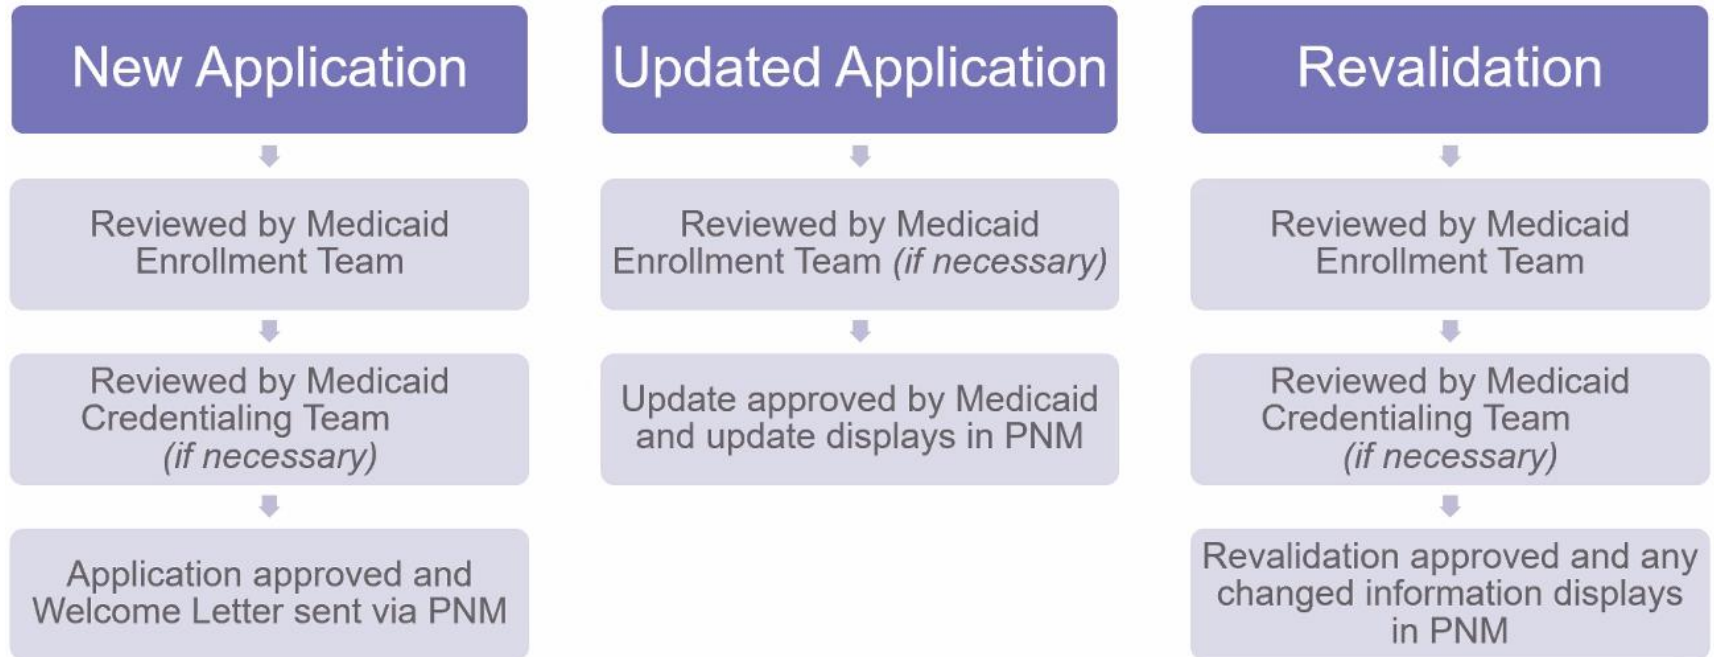 New Application
Reviewed by Medicaid
Enrollment Team
Reviewed by Medicaid
Credentialing Team
(if necessary)
Application approved and
Welcome Letter sent via PNM
Updated Application
Reviewed by Medicaid
Enrollment Team (if necessary)
Update approved by Medicaid
and update displays in PNM
Revalidation
Reviewed by Medicaid
Enrollment Team
Reviewed by Medicaid
Credentialing Team
(if necessary)
Revalidation approved and any
changed information displays
in PNM